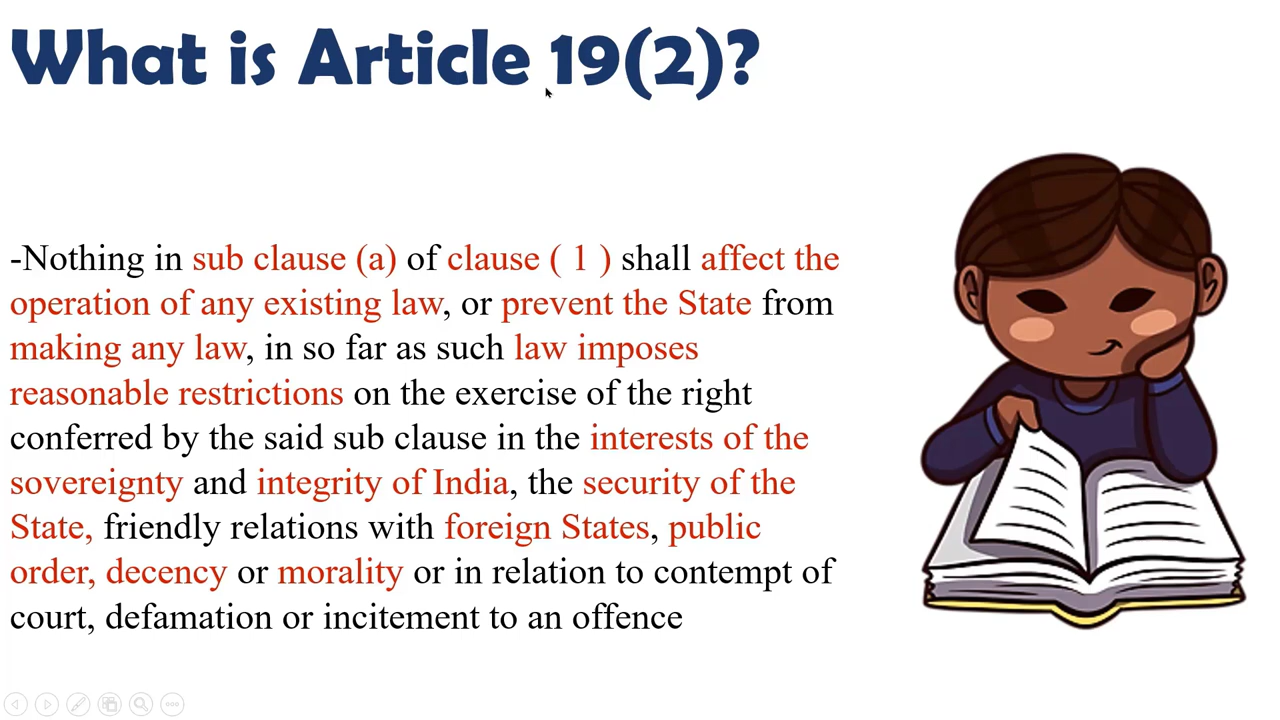 What is Article 19(2)?
-Nothing in sub clause (a) of clause ( 1 ) shall affect the
operation of any existing law, or prevent the State from
making any law, in so far as such law imposes
reasonable restrictions on the exercise of the right
conferred by the said sub clause in the interests of the
sovereignty and integrity of India, the security of the
State, friendly relations with foreign States, public
order, decency or morality or in relation to contempt of
court, defamation or incitement to an offence